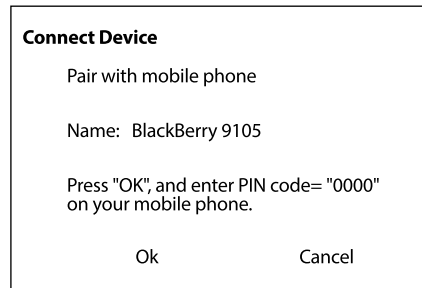 Connect Device
Pair with mobile phone
Name: BlackBerry 9105
Press "OK", and enter PIN code= "0000"
on your mobile phone.
Ok Cancel